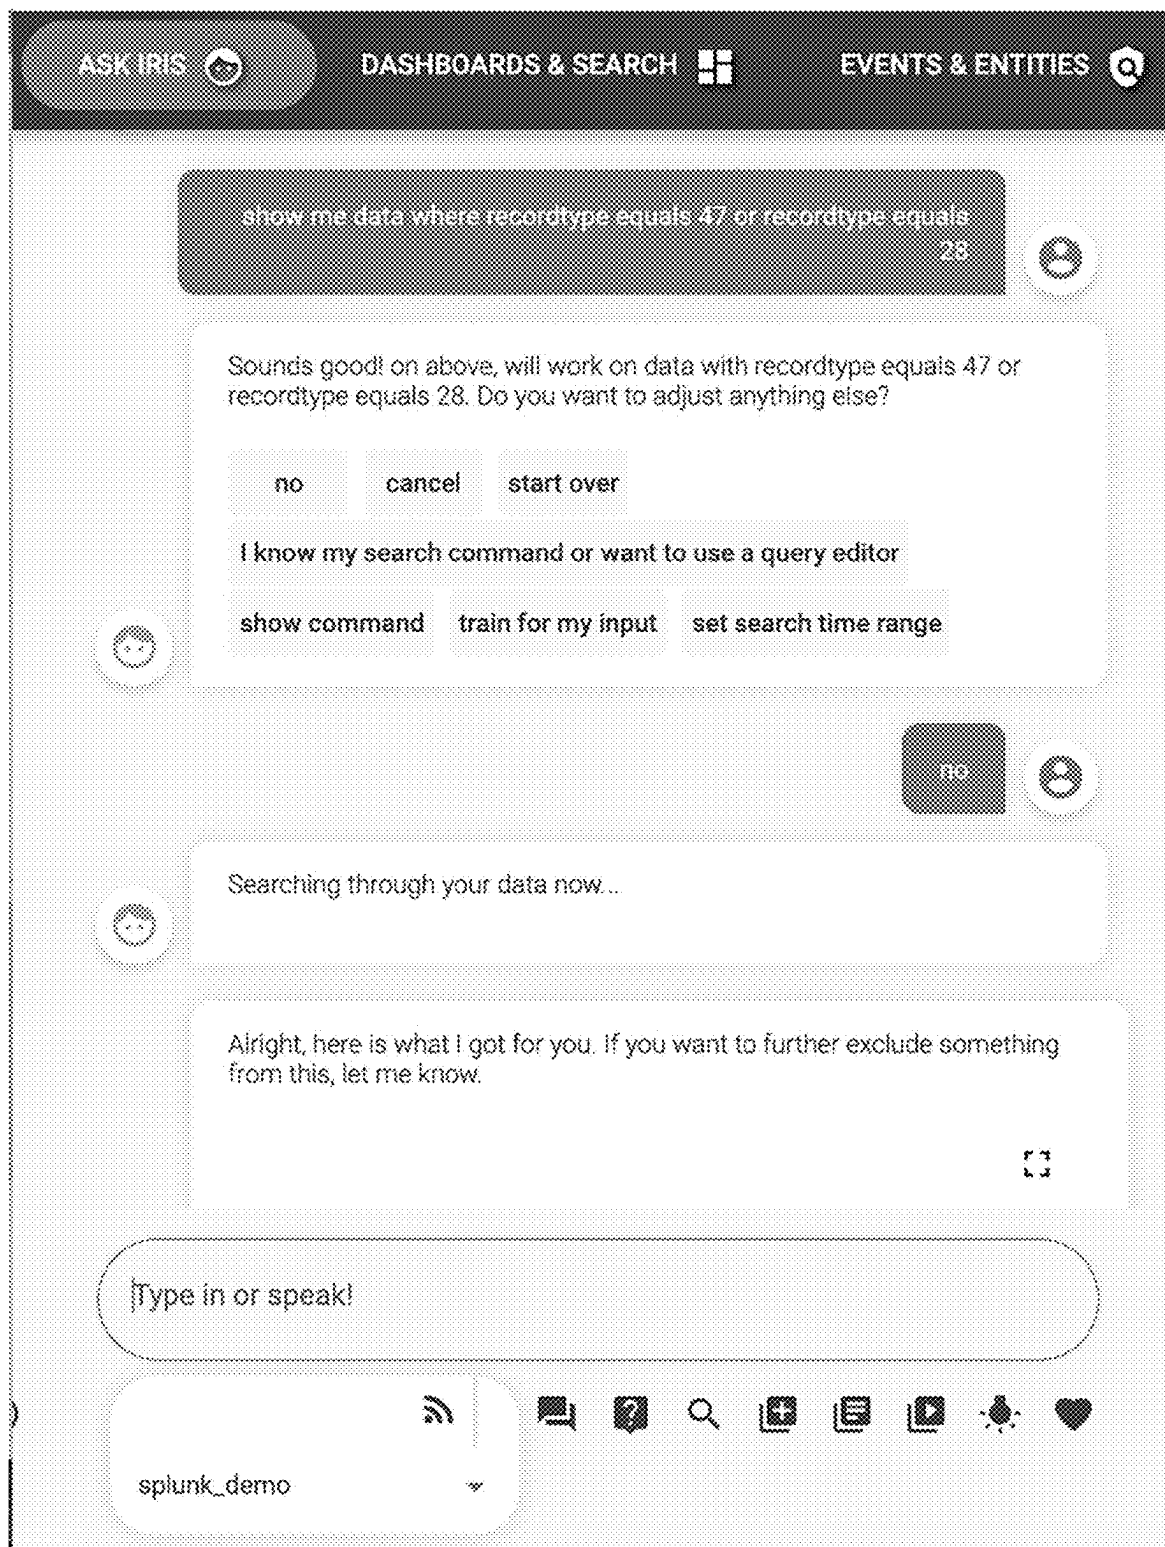 ASK IRIS DASHBOARDS & SEARCH EVENTS & ENTITIES
show me data where recordtype equals 47 or recordtype equals
28
Sounds good! on above, will work on data with recordtype equals 47 or
recordtype equals 28. Do you want to adjust anything else?
no cancel start over
I know my search command or want to use a query editor
show command train for my input set search time range
no
Searching through your data now...
Alright, here is what I got for you. If you want to further exclude something
from this, let me know.
Type in or speak!
splunk_demo